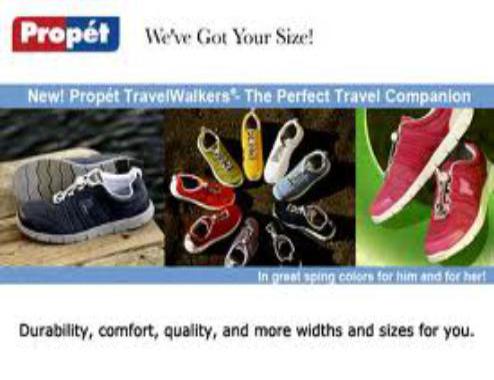 Propét
We've Got Your Size!
New! Propét TravelWalkers®- The Perfect Travel Companion
In great sping colors for him and for her!
Durability, comfort, quality, and more widths and sizes for you.